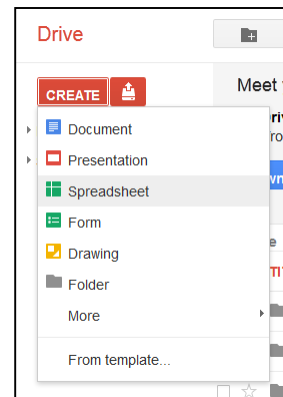 Drive
CREATE
Meet
Document
Presentation
Spreadsheet
Form
Drawing
Folder
More
From template...